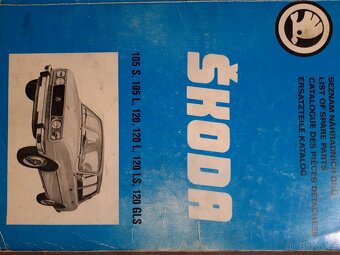 SEZNAM NÁHRADNÍCH
LIST OF SPARE PARTS
CATALOGUE DES PIÈCES DÉTACHÉES
ERSATZTEILE-KATALOG
ŠKODA
105 S, 105 L, 120, 120 L, 120 LS, 120 GLS